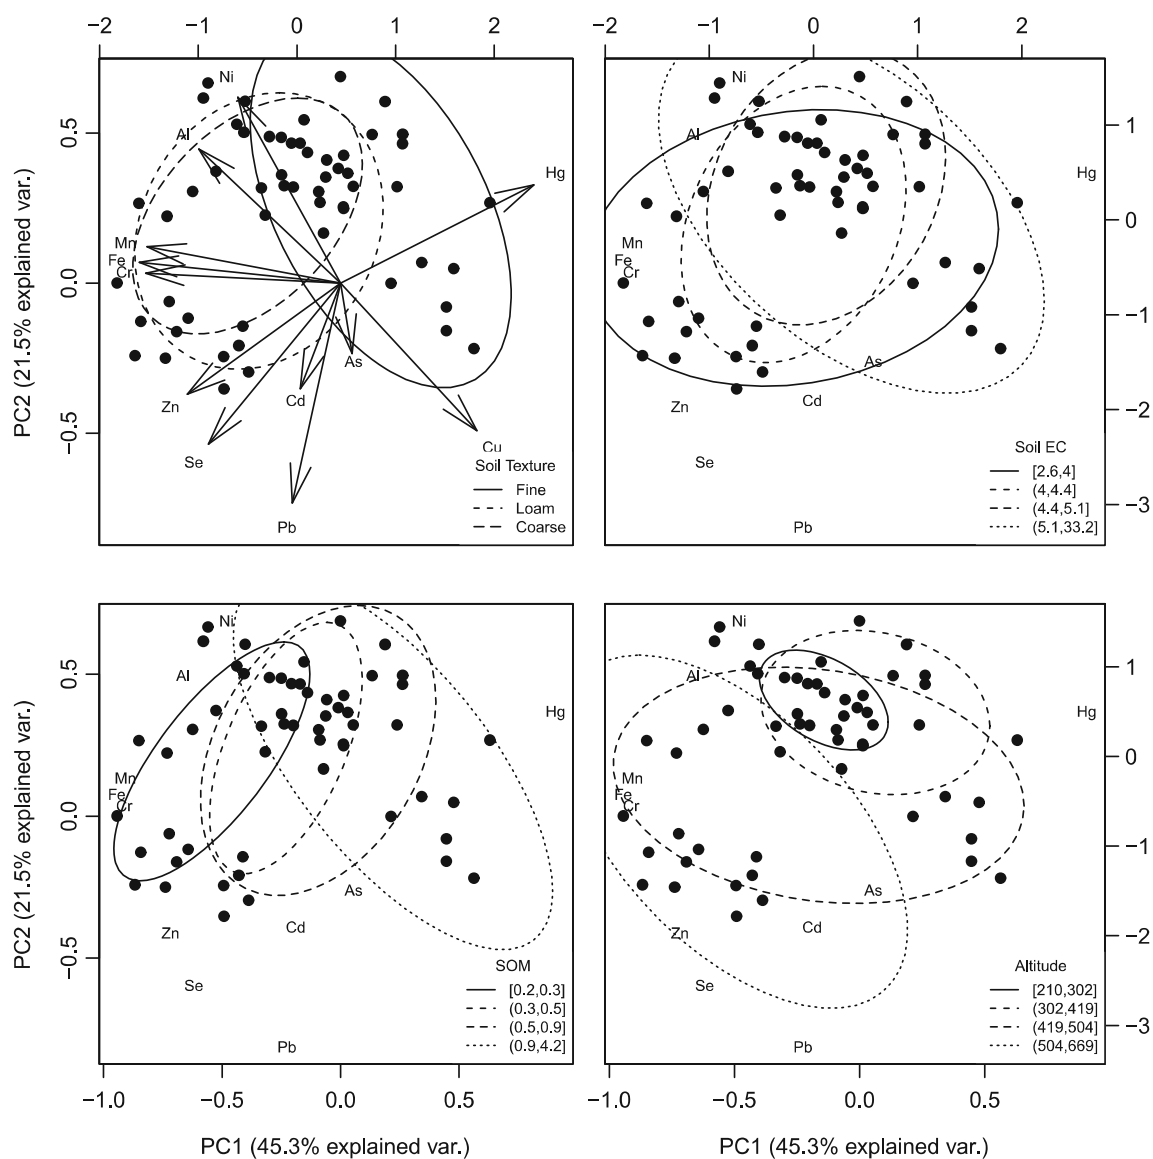 −2 −1 0 1 2
−2 −1 0 1 2
PC2 (21.5% explained var.)
0.5
0.0
−0.5
Ni
Al
Hg
Mn
Fe
Cr
As
Zn
Cd
Cu
Se
Pb
Soil Texture
Fine
Loam
Coarse
Ni
Al
Mn
Fe
Cr
As
Zn
Cd
Se
Pb
Soil EC
[2.6,4]
(4,4.4]
(4.4,5.1]
(5.1,33.2]
1
0
−1
−2
−3
PC2 (21.5% explained var.)
0.5
0.0
−0.5
Ni
Al
Hg
Mn
Fe
Cr
As
Zn
Cd
Se
Pb
SOM
[0.2,0.3]
(0.3,0.5]
(0.5,0.9]
(0.9,4.2]
−1.0 −0.5 0.0 0.5
PC1 (45.3% explained var.)
Ni
Al
Hg
Mn
Fe
Cr
As
Zn
Cd
Se
Pb
Altitude
[210,302]
(302,419]
(419,504]
(504,669]
1
0
−1
−2
−3
−1.0 −0.5 0.0 0.5
PC1 (45.3% explained var.)